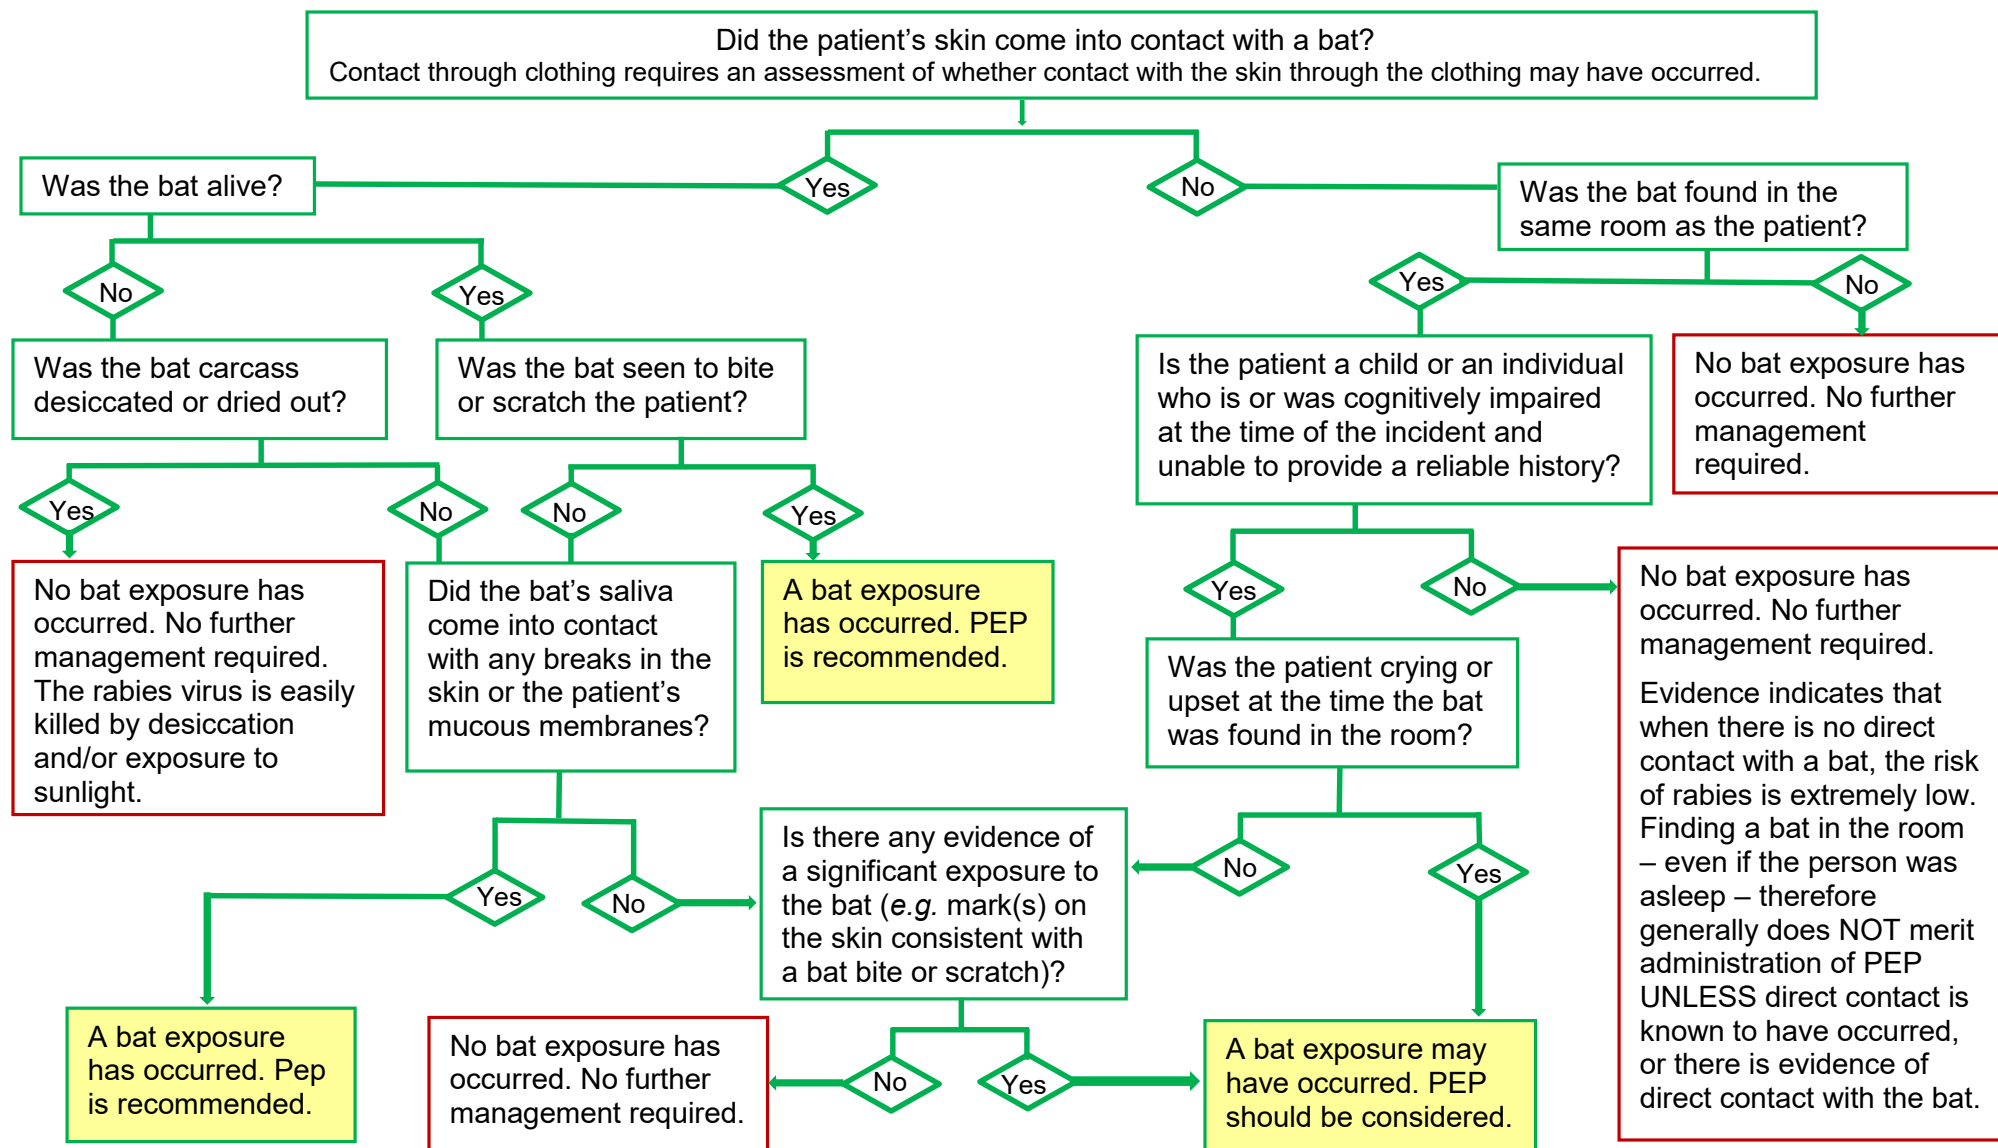 Did the patient’s skin come into contact with a bat?
Contact through clothing requires an assessment of whether contact with the skin through the clothing may have occurred.
Yes
No
Was the bat alive?
Was the bat found in the
same room as the patient?
No
Yes
Yes
No
Was the bat carcass
desiccated or dried out?
Was the bat seen to bite
or scratch the patient?
Is the patient a child or an individual
who is or was cognitively impaired
at the time of the incident and
unable to provide a reliable history?
No bat exposure has
occurred. No further
management
required.
Yes
No
No
Yes
Yes
No
No bat exposure has
occurred. No further
management required.
The rabies virus is easily
killed by desiccation
and/or exposure to
sunlight.
Did the bat’s saliva
come into contact
with any breaks in the
skin or the patient’s
mucous membranes?
A bat exposure
has occurred. PEP
is recommended.
Was the patient crying or
upset at the time the bat
was found in the room?
No bat exposure has
occurred. No further
management required.
Evidence indicates that
when there is no direct
contact with a bat, the risk
of rabies is extremely low.
Finding a bat in the room
– even if the person was
asleep – therefore
generally does NOT merit
administration of PEP
UNLESS direct contact is
known to have occurred,
or there is evidence of
direct contact with the bat.
Yes
No
Is there any evidence of
a significant exposure to
the bat (e.g. mark(s) on
the skin consistent with
a bat bite or scratch)?
No
Yes
A bat exposure
has occurred. Pep
is recommended.
No bat exposure has
occurred. No further
management required.
No
Yes
A bat exposure may
have occurred. PEP
should be considered.